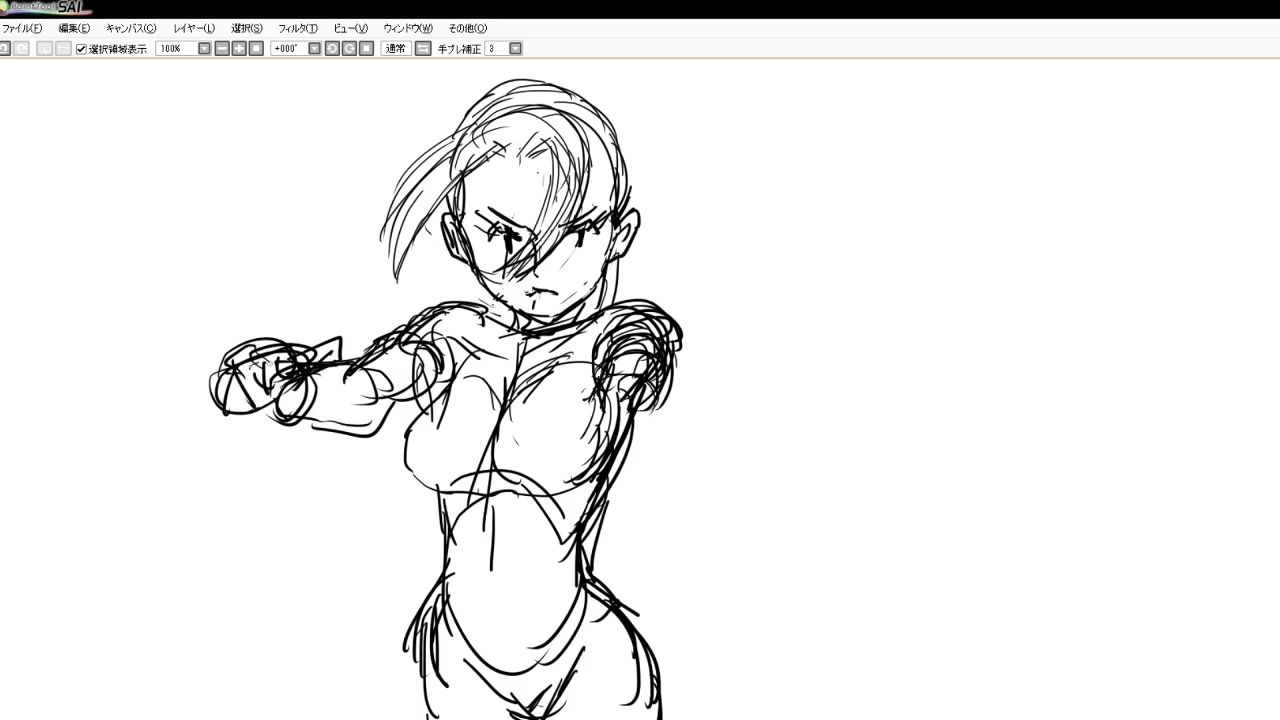 PaintTool SAI
ファイル(F) 編集(E) キャンバス(C) レイヤー(L) 選択(S) フィルタ(T) ビュー(V) ウィンドウ(W) その他(O)
選択領域表示 100% +000° 通常 手ブレ補正 3